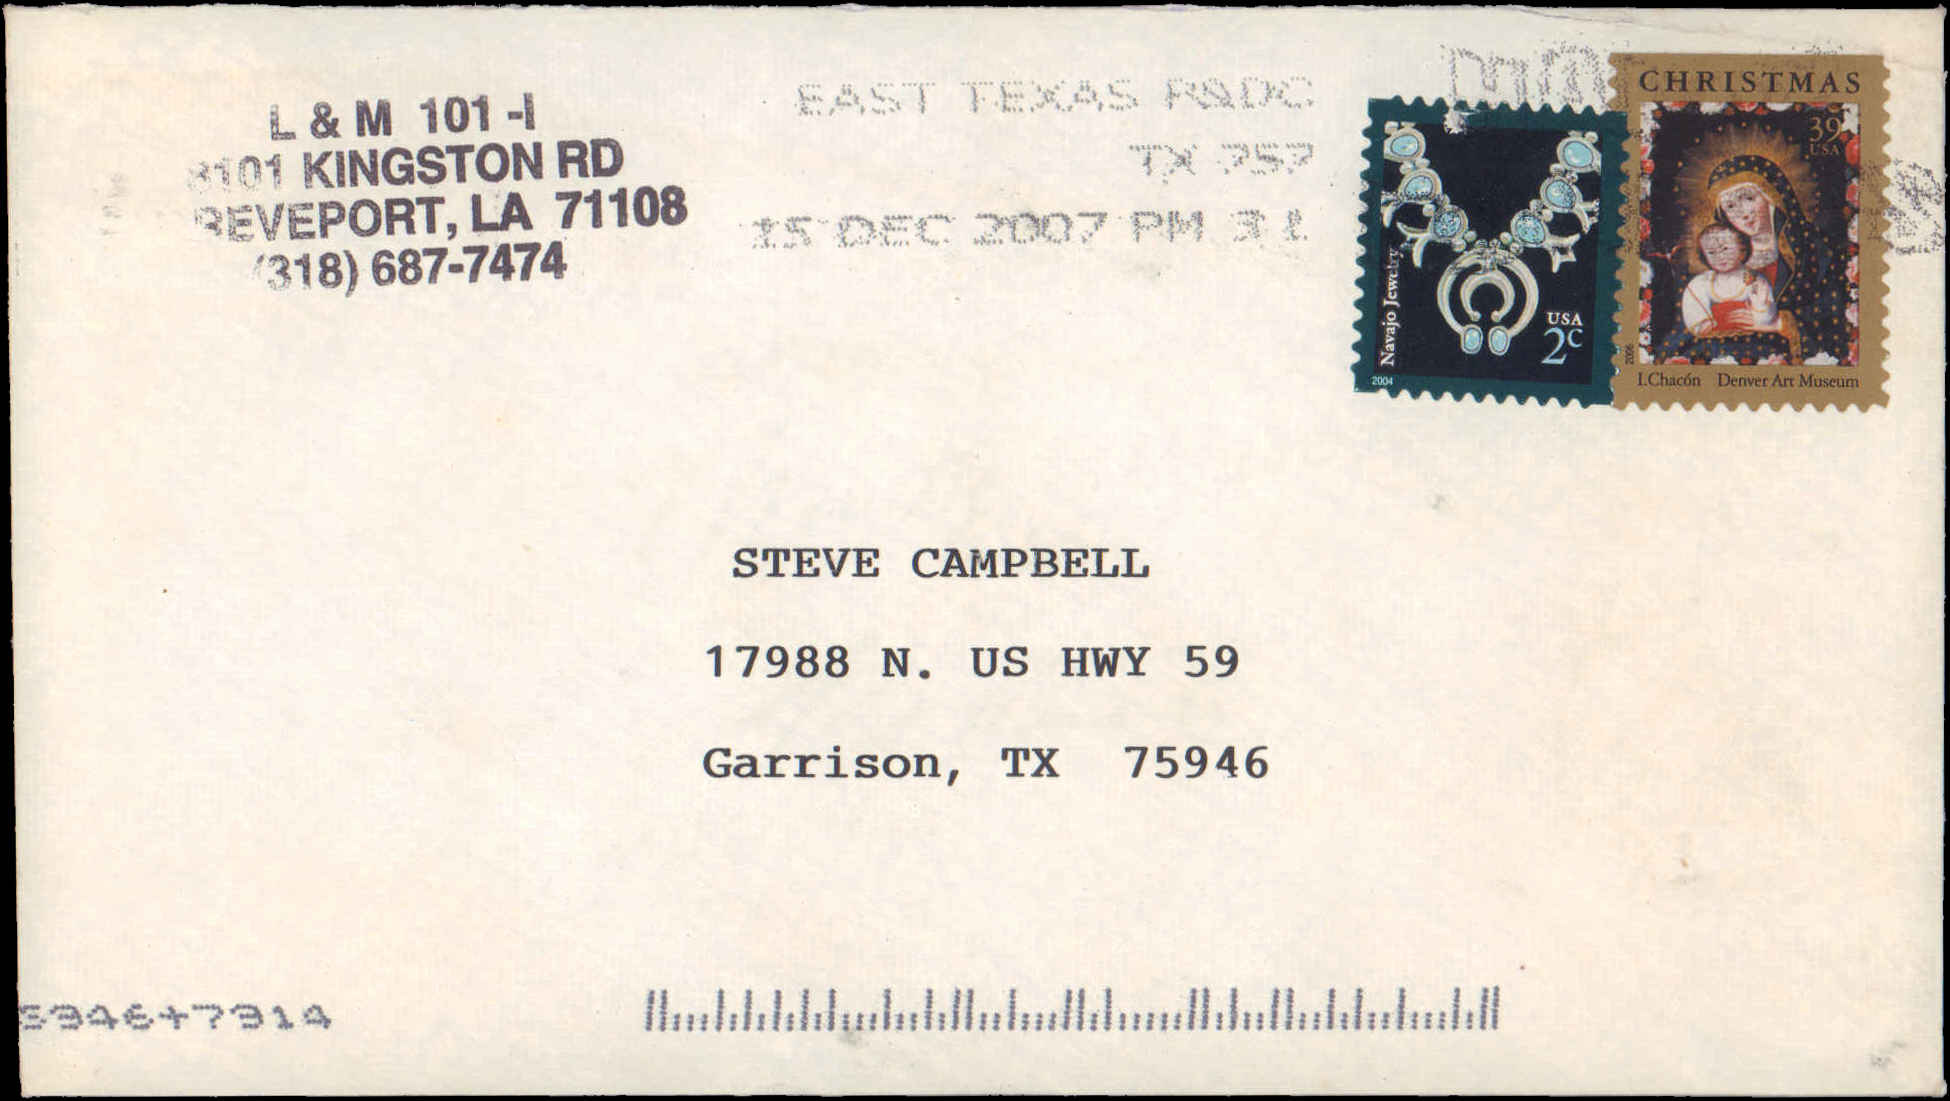 L & M 101 -I
3101 KINGSTON RD
REVEPORT, LA 71108
(318) 687-7474
EAST TEXAS P&DC
TX 757
15 DEC 2007 PM 3 L
Navajo Jewelry
USA
2c
2004
CHRISTMAS
39
USA
2006
I.Chacón Denver Art Museum
STEVE CAMPBELL
17988 N. US HWY 59
Garrison, TX 75946
5946+7314